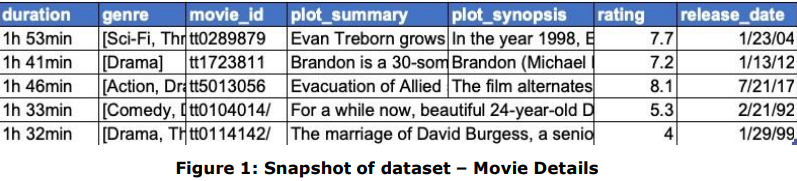 duration genre movie_id plot_summary plot_synopsis rating release_date
1h 53min [Sci-Fi, Thr tt0289879 Evan Treborn grows In the year 1998, E 7.7 1/23/04
1h 41min [Drama] tt1723811 Brandon is a 30-som Brandon (Michael 7.2 1/13/12
1h 46min [Action, Dra tt5013056 Evacuation of Allied The film alternates 8.1 7/21/17
1h 33min [Comedy, tt0104014/ For a while now, beautiful 24-year-old D 5.3 2/21/92
1h 32min [Drama, Th tt0114142/ The marriage of David Burgess, a senio 4 1/29/99
Figure 1: Snapshot of dataset – Movie Details